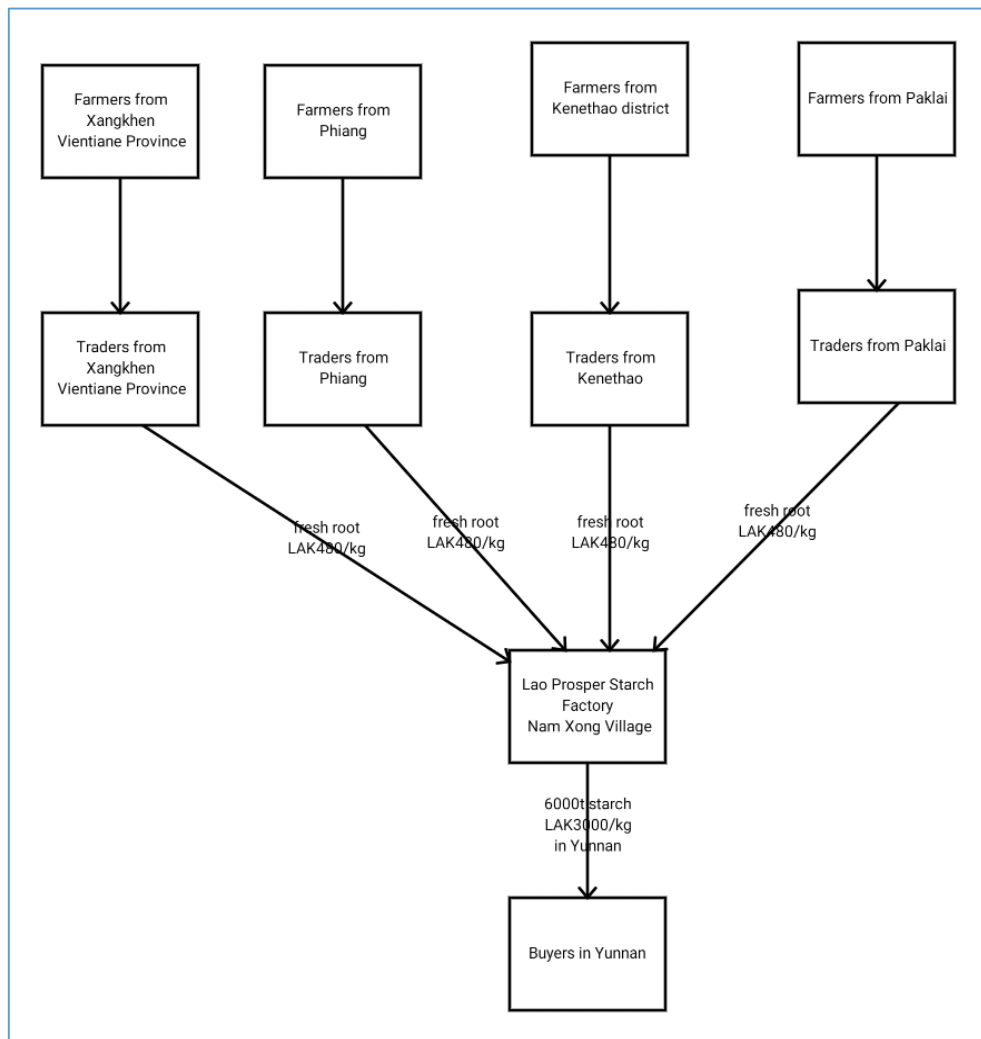 Farmers from
Xangkhen
Vientiane Province
Farmers from
Phiang
Farmers from
Kenethao district
Farmers from Paklai
Traders from
Xangkhen
Vientiane Province
Traders from
Phiang
Traders from
Kenethao
Traders from Paklai
fresh root
LAK480/kg
fresh root
LAK480/kg
fresh root
LAK480/kg
fresh root
LAK480/kg
Lao Prosper Starch
Factory
Nam Xong Village
6000t starch
LAK3000/kg
in Yunnan
Buyers in Yunnan